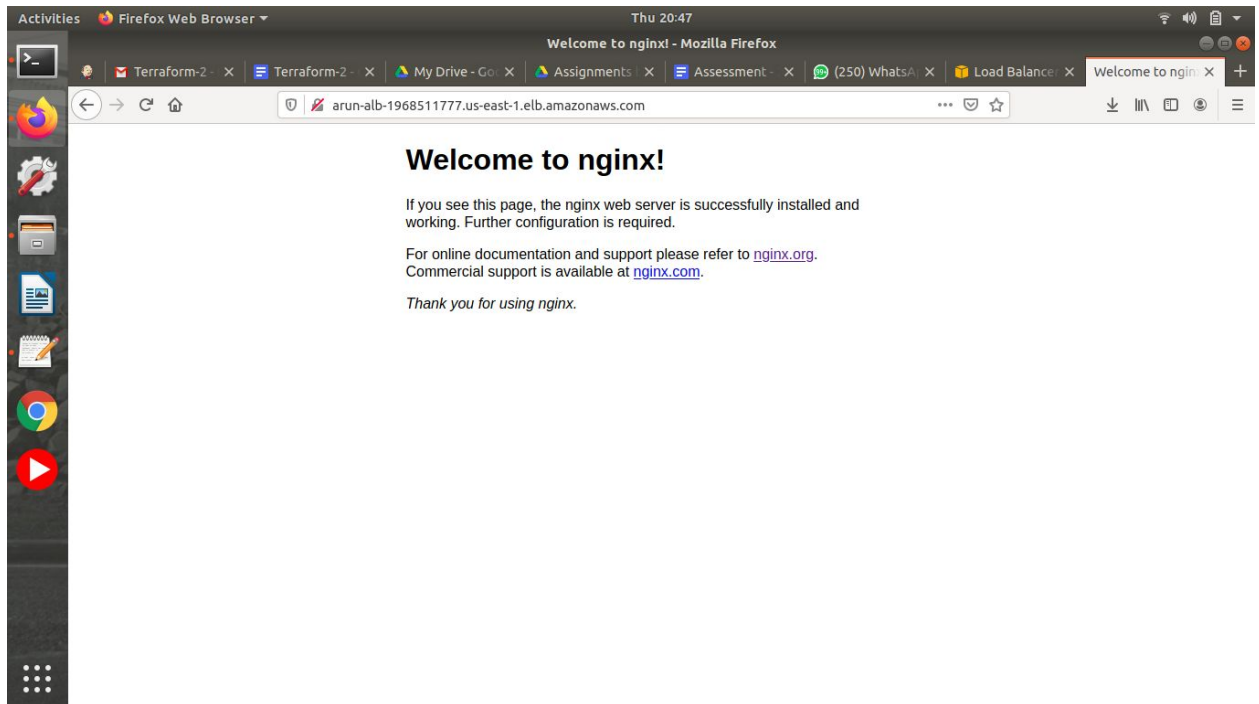 Activities Firefox Web Browser Thu 20:47
Welcome to nginx! - Mozilla Firefox
Terraform-2 - Terraform-2 - My Drive - Goo Assignments Assessment - (250) WhatsA Load Balancer Welcome to ngin
arun-alb-1968511777.us-east-1.elb.amazonaws.com
Welcome to nginx!
If you see this page, the nginx web server is successfully installed and
working. Further configuration is required.
For online documentation and support please refer to nginx.org.
Commercial support is available at nginx.com.
Thank you for using nginx.